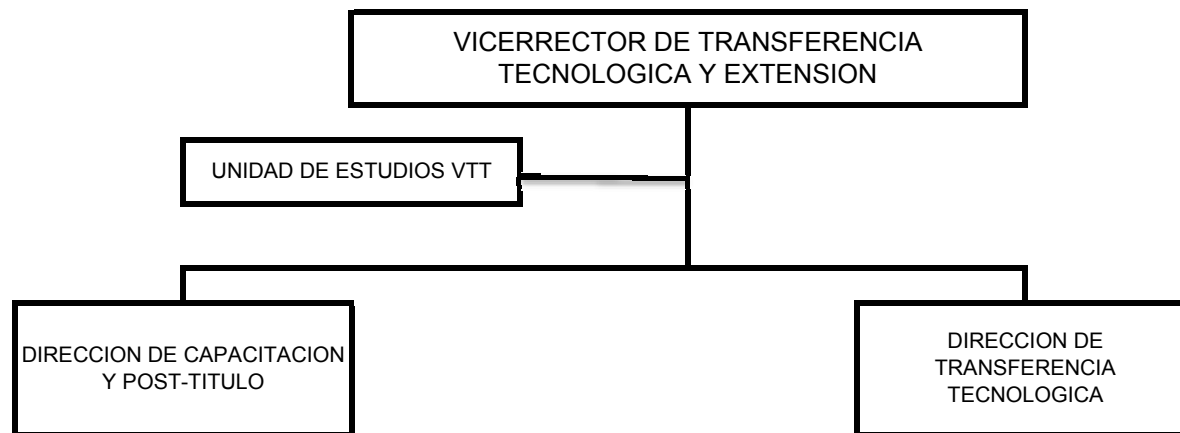 VICERRECTOR DE TRANSFERENCIA
TECNOLOGICA Y EXTENSION
UNIDAD DE ESTUDIOS VTT
DIRECCION DE CAPACITACION
Y POST-TITULO
DIRECCION DE
TRANSFERENCIA
TECNOLOGICA